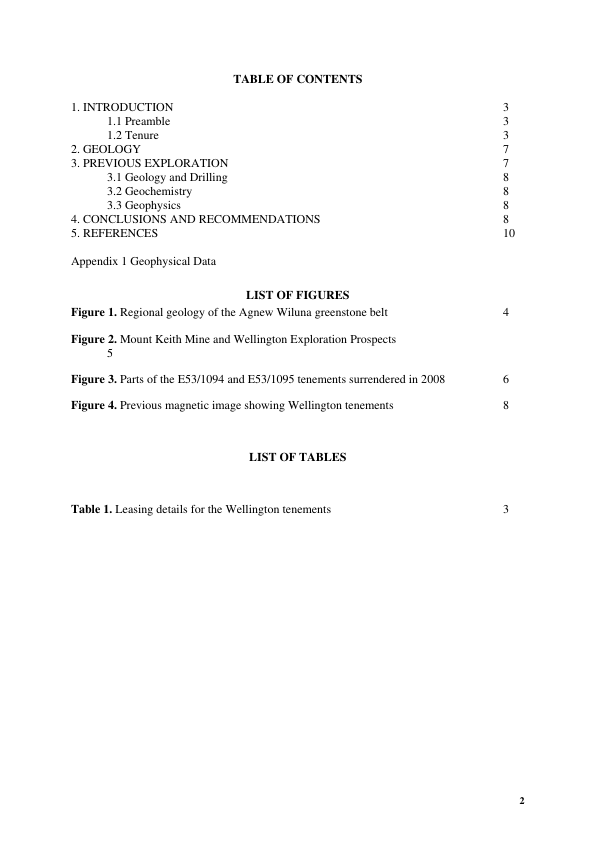 TABLE OF CONTENTS
1. INTRODUCTION 3
1.1 Preamble 3
1.2 Tenure 3
2. GEOLOGY 7
3. PREVIOUS EXPLORATION 7
3.1 Geology and Drilling 8
3.2 Geochemistry 8
3.3 Geophysics 8
4. CONCLUSIONS AND RECOMMENDATIONS 8
5. REFERENCES 10
Appendix 1 Geophysical Data
LIST OF FIGURES
Figure 1. Regional geology of the Agnew Wiluna greenstone belt 4
Figure 2. Mount Keith Mine and Wellington Exploration Prospects
5
Figure 3. Parts of the E53/1094 and E53/1095 tenements surrendered in 2008 6
Figure 4. Previous magnetic image showing Wellington tenements 8
LIST OF TABLES
Table 1. Leasing details for the Wellington tenements 3
2